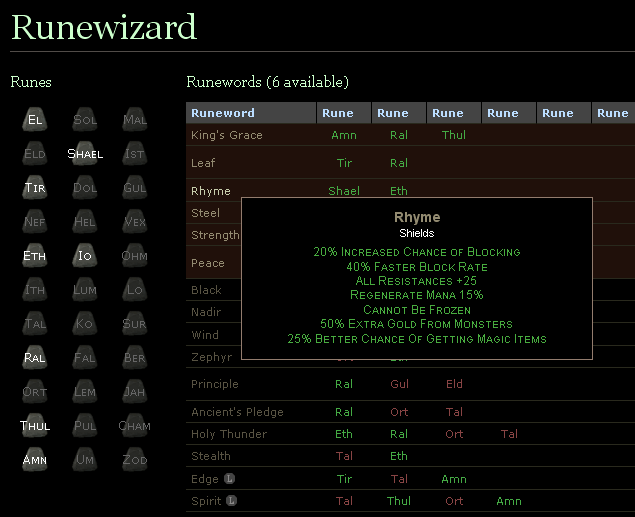 Runewizard
Runes
Runewords (6 available)
El Sol Mal
Eld Shael Ist
Tir Dol Gul
Nef Hel Vex
Eth Io Ohm
Ith Lum Lo
Tal Ko Sur
Ral Fal Ber
Ort Lem Jah
Thul Pul Cham
Amn Um Zod
Runeword Rune Rune Rune Rune Rune Rune
King's Grace Amn Ral Thul
Leaf Tir Ral
Rhyme Shael Eth
Steel
Strength
Peace
Black
Nadir
Wind
Zephyr Eth
Principle Ral Gul Eld
Ancient's Pledge Ral Ort Tal
Holy Thunder Eth Ral Ort Tal
Stealth Tal Eth
Edge L Tir Tal Amn
Spirit L Tal Thul Ort Amn
Rhyme
Shields
20% Increased Chance of Blocking
40% Faster Block Rate
All Resistances +25
Regenerate Mana 15%
Cannot Be Frozen
50% Extra Gold From Monsters
25% Better Chance Of Getting Magic Items